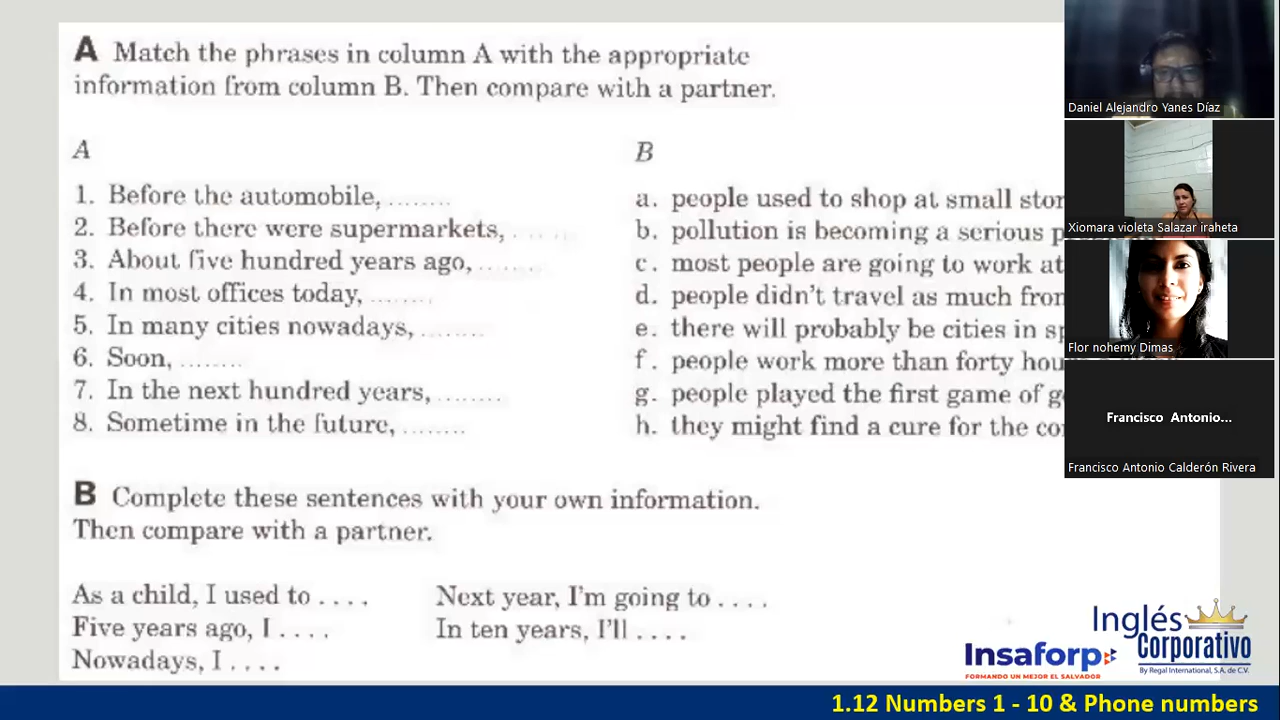 A Match the phrases in column A with the appropriate
information from column B. Then compare with a partner.
A
1. Before the automobile, ........
2. Before there were supermarkets, ........
3. About five hundred years ago, ........
4. In most offices today, ........
5. In many cities nowadays, ........
6. Soon, ........
7. In the next hundred years, ........
8. Sometime in the future, ........
B
a. people used to shop at small
b. pollution is becoming a serious
c. most people are going to work at
d. people didn't travel as much
e. there will probably be cities in
f. people work more than forty
g. people played the first game of
h. they might find a cure for the
B Complete these sentences with your own information.
Then compare with a partner.
As a child, I used to . . . .
Five years ago, I . . . .
Nowadays, I . . . .
Next year, I'm going to . . . .
In ten years, I'll . . . .
Daniel Alejandro Yanes Díaz
Xiomara violeta Salazar iraheta
Flor nohemy Dimas
Francisco Antonio...
Francisco Antonio Calderón Rivera
Insaforp
FORMANDO UN MEJOR EL SALVADOR
Inglés
Corporativo
By Regal International, S.A. de C.V.
1.12 Numbers 1 - 10 & Phone numbers